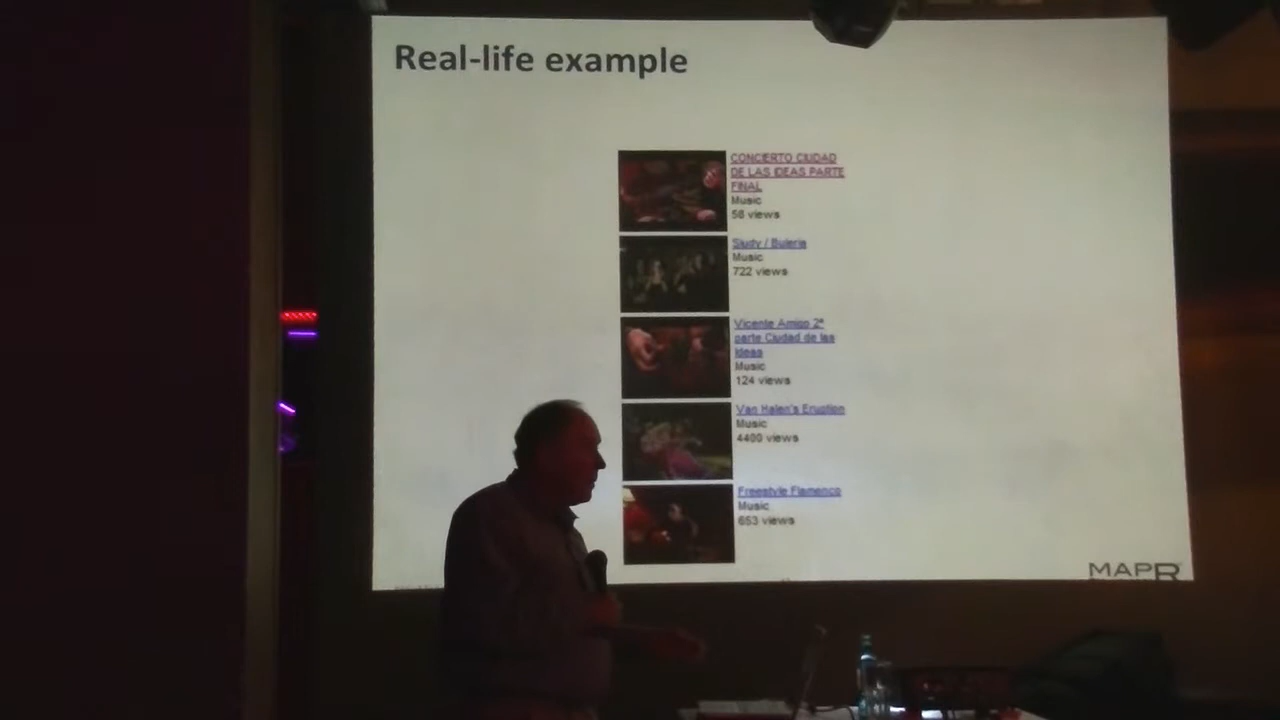 Real-life example
CONCIERTO CIUDAD
DE LAS IDEAS PARTE
FINAL
Music
58 views
Siudy / Buleria
Music
722 views
Vicente Amigo 2ª
parte Ciudad de las
Ideas
Music
124 views
Van Halen's Eruption
Music
4400 views
Freestyle Flamenco
Music
653 views
MAPR